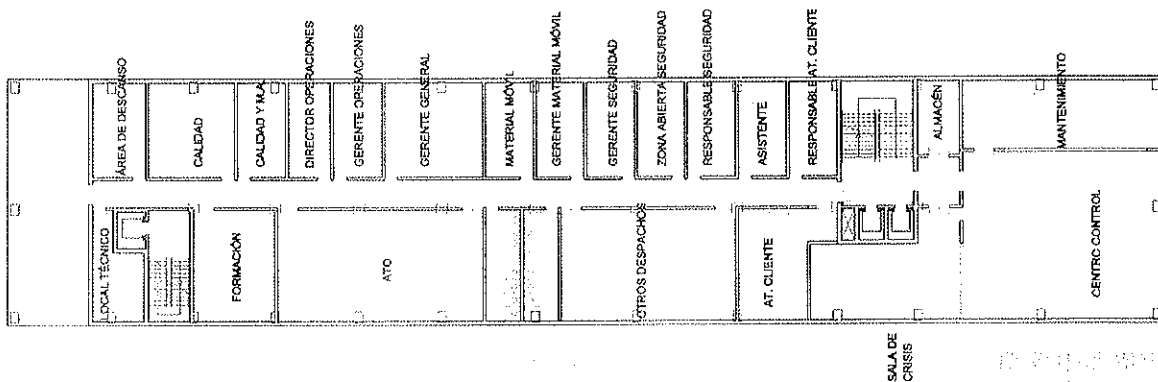 ÁREA DE DESCANSO
CALIDAD
CALIDAD Y M.A.
DIRECTOR OPERACIONES
GERENTE OPERACIONES
GERENTE GENERAL
MATERIAL MÓVIL
GERENTE MATERIAL MÓVIL
GERENTE SEGURIDAD
ZONA ABIERTA SEGURIDAD
RESPONSABLE SEGURIDAD
ASISTENTE
RESPONSABLE AT. CLIENTE
ALMACÉN
MANTENIMIENTO
LOCAL TÉCNICO
FORMACIÓN
ATO
OTROS DESPACHOS
AT. CLIENTE
SALA DE
CRISIS
CENTRO CONTROL